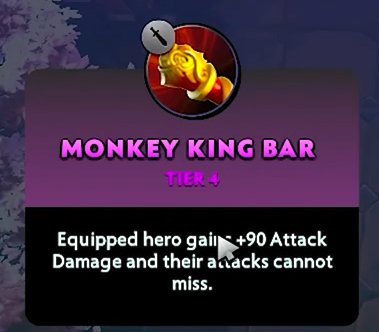 MONKEY KING BAR
TIER 4
Equipped hero gains +90 Attack
Damage and their attacks cannot
miss.